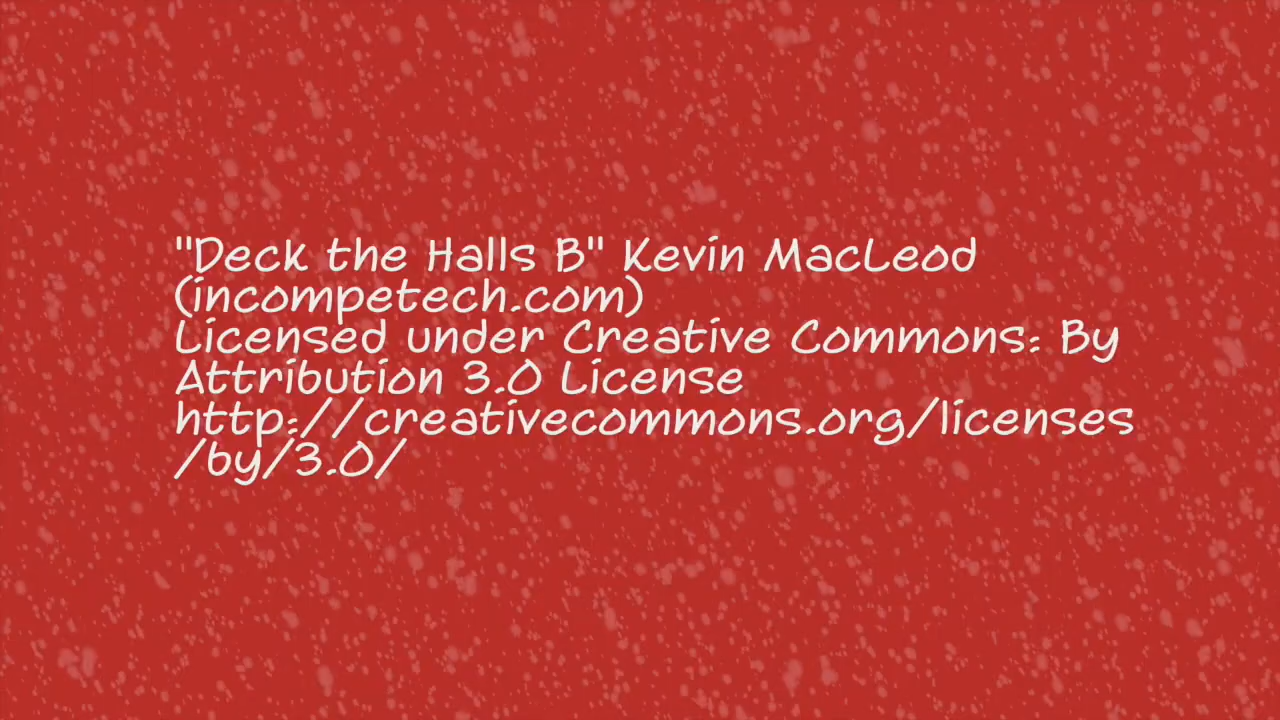 "Deck the Halls B" Kevin MacLeod
(incompetech.com)
Licensed under Creative Commons: By
Attribution 3.0 License
http://creativecommons.org/licenses
/by/3.0/